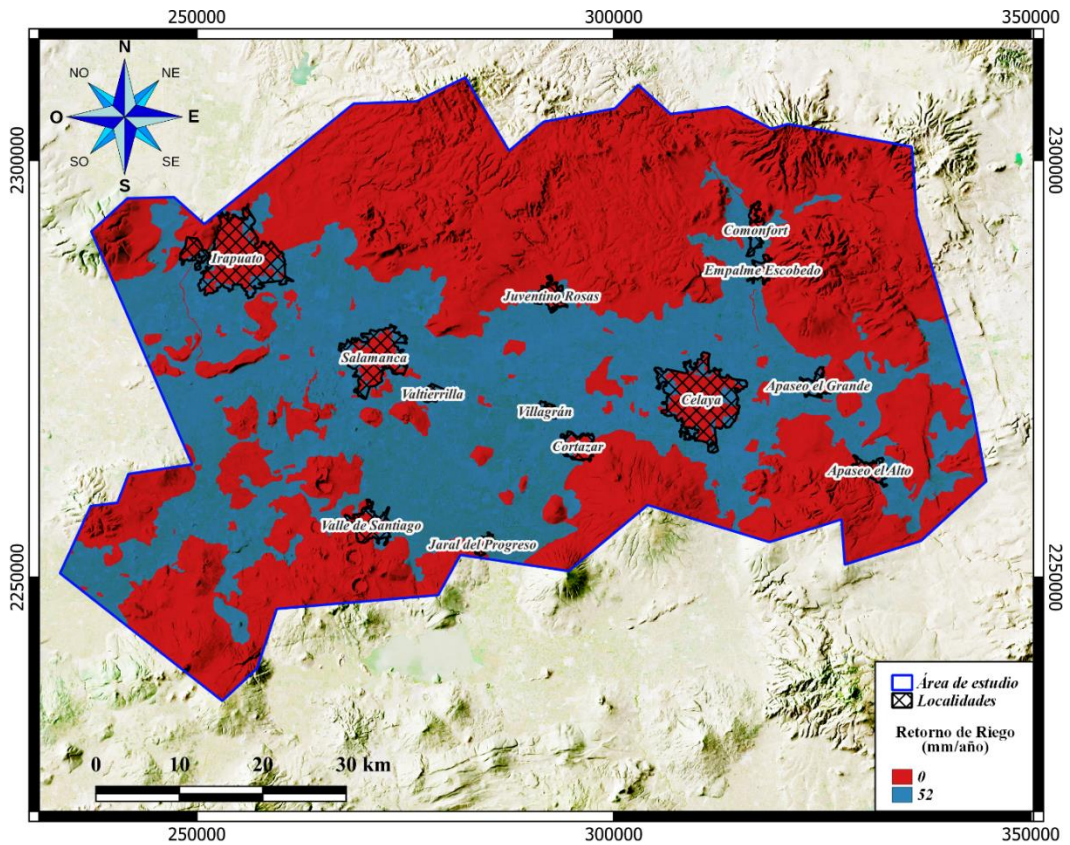 250000
300000
350000
N
NO
NE
O
E
SO
SE
S
2300000
2300000
Comonfort
Irapuato
Empalme Escobedo
Juventino Rosas
Salamanca
Apaseo el Grande
Valtierrilla
Celaya
Villagrán
Cortazar
Apaseo el Alto
Valle de Santiago
Jaral del Progreso
2250000
2250000
Área de estudio
Localidades
Retorno de Riego
(mm/año)
0
52
0 10 20 30 km
250000
300000
350000